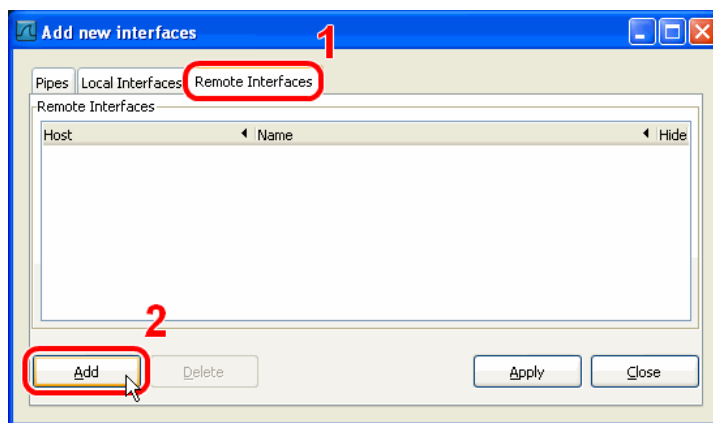 Add new interfaces
1
Pipes Local Interfaces Remote Interfaces
Remote Interfaces
Host Name Hide
2
Add Delete Apply Close